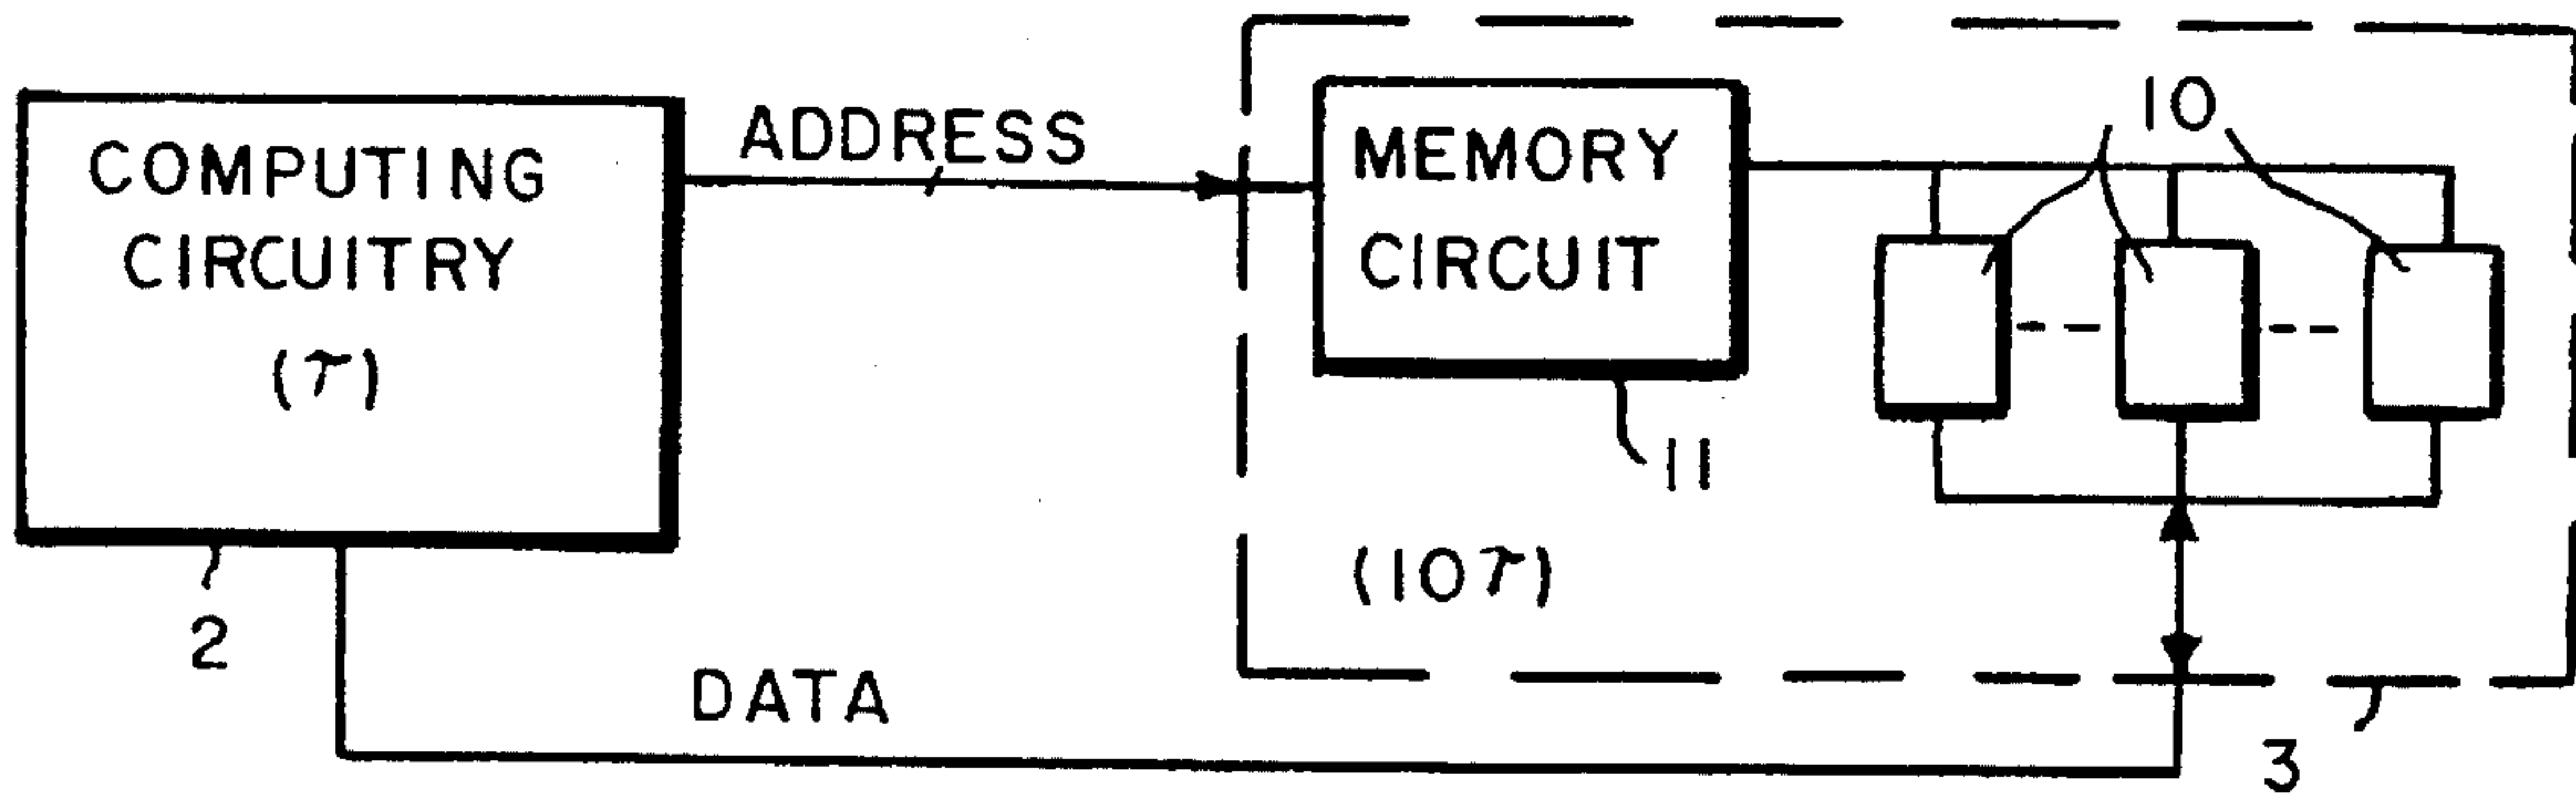 COMPUTING
CIRCUITRY
(τ)
2
ADDRESS
MEMORY
CIRCUIT
11
10
(10τ)
DATA
3